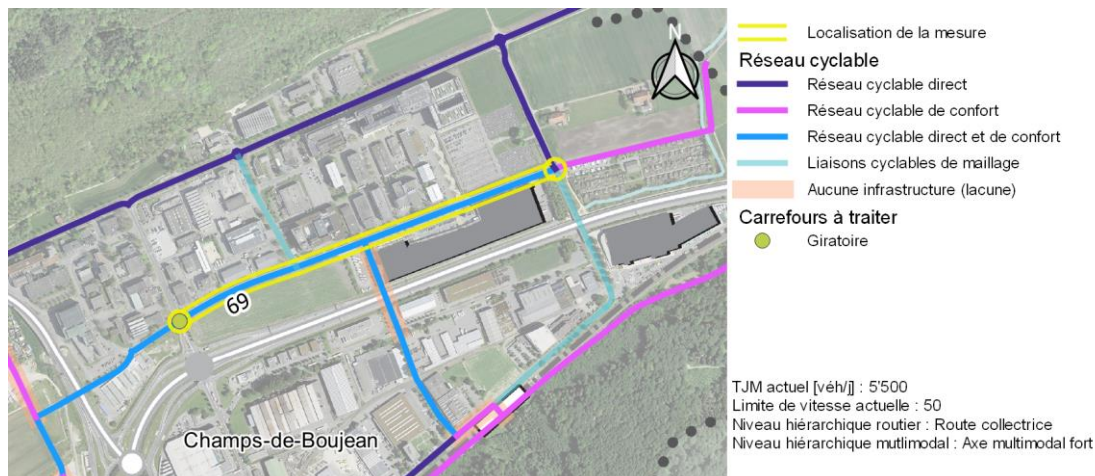 N
69
Champs-de-Boujean
Localisation de la mesure
Réseau cyclable
Réseau cyclable direct
Réseau cyclable de confort
Réseau cyclable direct et de confort
Liaisons cyclables de maillage
Aucune infrastructure (lacune)
Carrefours à traiter
Giratoire
TJM actuel [véh/j] : 5'500
Limite de vitesse actuelle : 50
Niveau hiérarchique routier : Route collectrice
Niveau hiérarchique mutlimodal : Axe multimodal fort